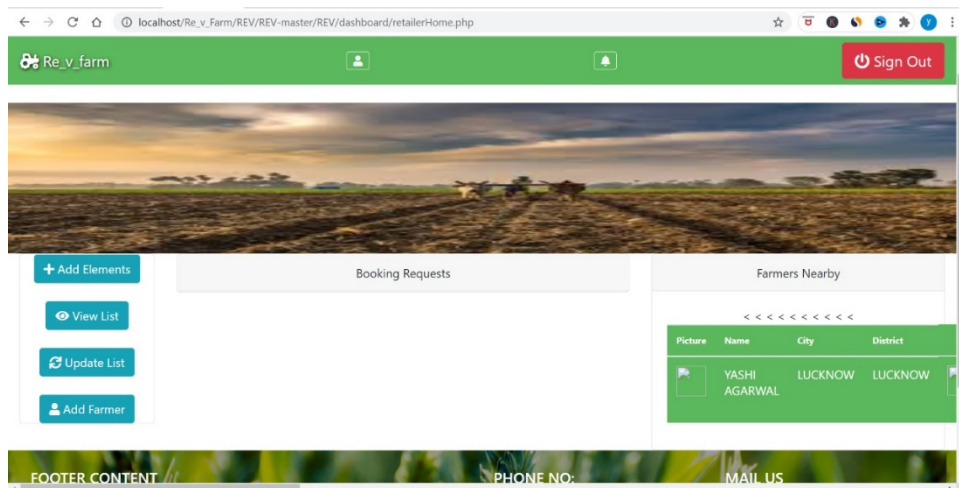 localhost/Re_v_Farm/REV/REV-master/REV/dashboard/retailerHome.php
Re_v_farm
Sign Out
+ Add Elements
View List
Update List
Add Farmer
Booking Requests
Farmers Nearby
< < < < < < < < < <
Picture Name City District
YASHI LUCKNOW LUCKNOW
AGARWAL
FOOTER CONTENT PHONE NO: MAIL US